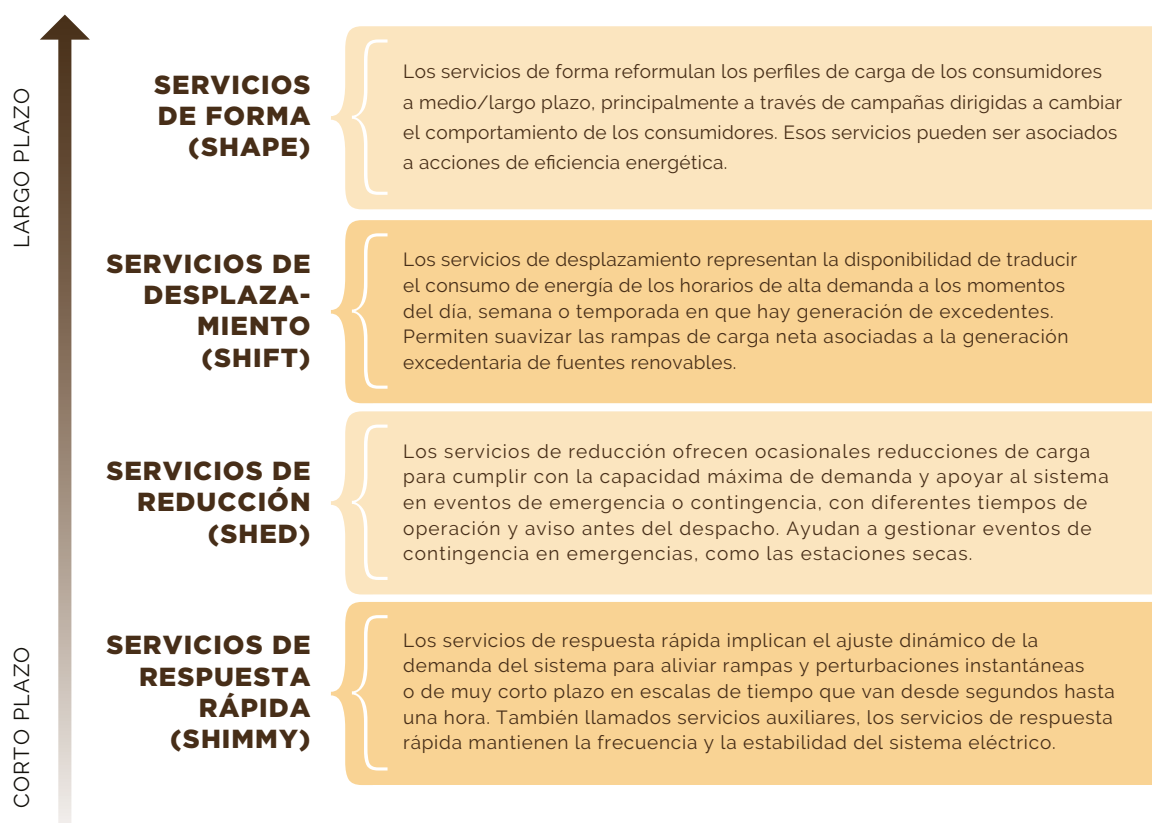 LARGO PLAZO
SERVICIOS
DE FORMA
(SHAPE)
Los servicios de forma reformulan los perfiles de carga de los consumidores
a medio/largo plazo, principalmente a través de campañas dirigidas a cambiar
el comportamiento de los consumidores. Esos servicios pueden ser asociados
a acciones de eficiencia energética.
SERVICIOS DE
DESPLAZA-
MIENTO
(SHIFT)
Los servicios de desplazamiento representan la disponibilidad de traducir
el consumo de energía de los horarios de alta demanda a los momentos
del día, semana o temporada en que hay generación de excedentes.
Permiten suavizar las rampas de carga neta asociadas a la generación
excedentaria de fuentes renovables.
SERVICIOS DE
REDUCCIÓN
(SHED)
Los servicios de reducción ofrecen ocasionales reducciones de carga
para cumplir con la capacidad máxima de demanda y apoyar al sistema
en eventos de emergencia o contingencia, con diferentes tiempos de
operación y aviso antes del despacho. Ayudan a gestionar eventos de
contingencia en emergencias, como las estaciones secas.
CORTO PLAZO
SERVICIOS DE
RESPUESTA
RÁPIDA
(SHIMMY)
Los servicios de respuesta rápida implican el ajuste dinámico de la
demanda del sistema para aliviar rampas y perturbaciones instantáneas
o de muy corto plazo en escalas de tiempo que van desde segundos hasta
una hora. También llamados servicios auxiliares, los servicios de respuesta
rápida mantienen la frecuencia y la estabilidad del sistema eléctrico.